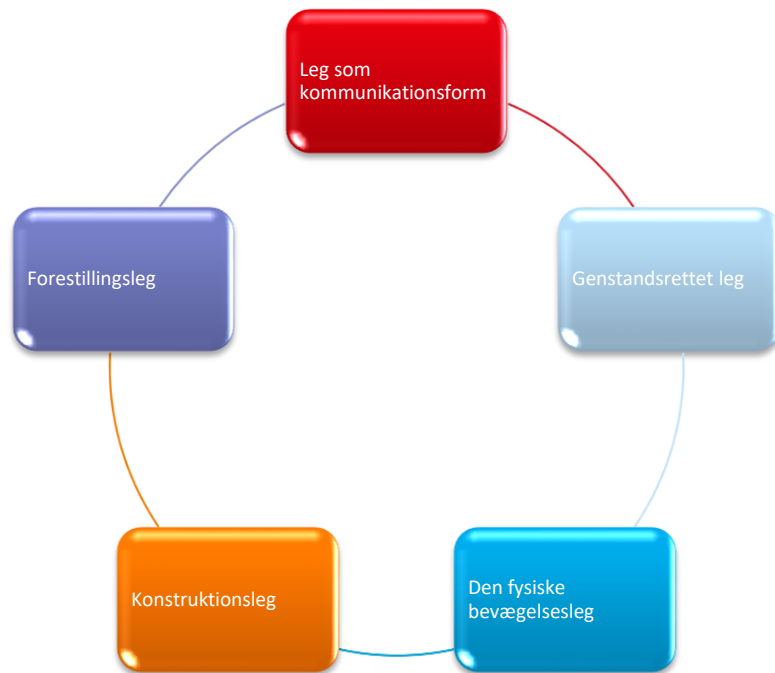 Leg som
kommunikationsform
Genstandsrettet leg
Den fysiske
bevægelsesleg
Konstruktionsleg
Forestillingsleg